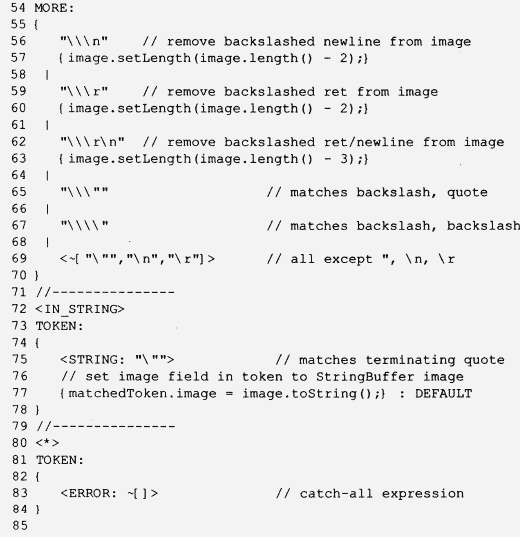 54 MORE:
55 {
56    "\\\n"    // remove backslashed newline from image
57    {image.setLength(image.length() - 2);}
58  |
59    "\\\r"    // remove backslashed ret from image
60    {image.setLength(image.length() - 2);}
61  |
62    "\\\r\n"  // remove backslashed ret/newline from image
63    {image.setLength(image.length() - 3);}
64  |
65    "\\\""                  // matches backslash, quote
66  |
67    "\\\\"                  // matches backslash, backslash
68  |
69    <~["\"","\n","\r"]>      // all except ", \n, \r
70 }
71 //---------------
72 <IN_STRING>
73 TOKEN:
74 {
75    <STRING: "\"">            // matches terminating quote
76    // set image field in token to StringBuffer image
77    {matchedToken.image = image.toString();} : DEFAULT
78 }
79 //---------------
80 <*>
81 TOKEN:
82 {
83    <ERROR: ~[]>              // catch-all expression
84 }
85